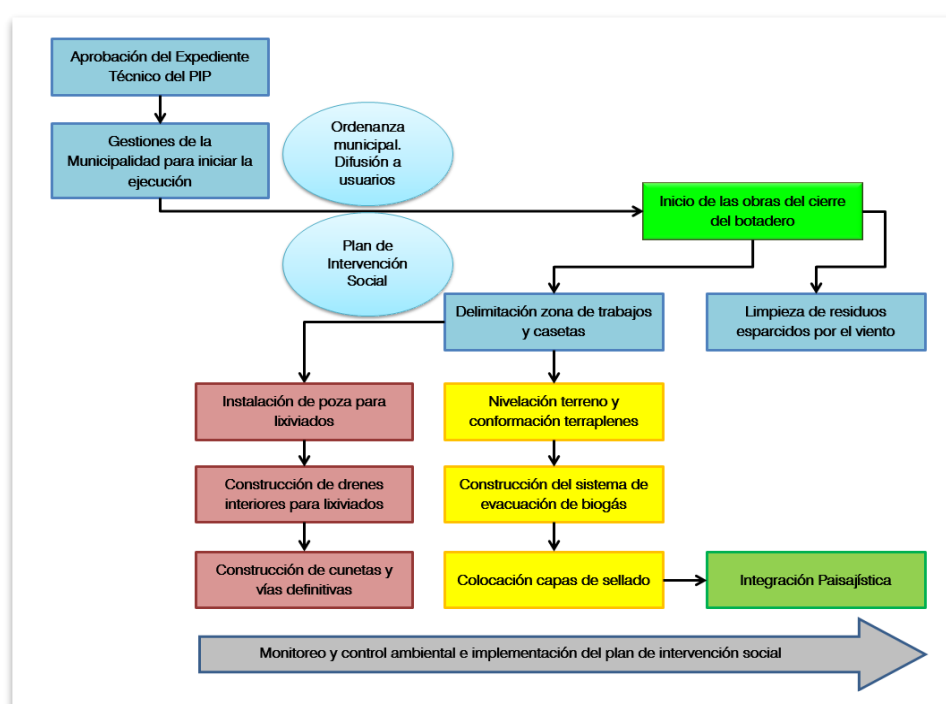 Aprobación del Expediente
Técnico del PIP
Gestiones de la
Municipalidad para iniciar la
ejecución
Ordenanza
municipal.
Difusión a
usuarios
Inicio de las obras del cierre
del botadero
Plan de
Intervención
Social
Delimitación zona de trabajos
y casetas
Limpieza de residuos
esparcidos por el viento
Instalación de poza para
lixiviados
Nivelación terreno y
conformación terraplenes
Construcción de drenes
interiores para lixiviados
Construcción del sistema de
evacuación de biogás
Construcción de cunetas y
vías definitivas
Colocación capas de sellado
Integración Paisajística
Monitoreo y control ambiental e implementación del plan de intervención social